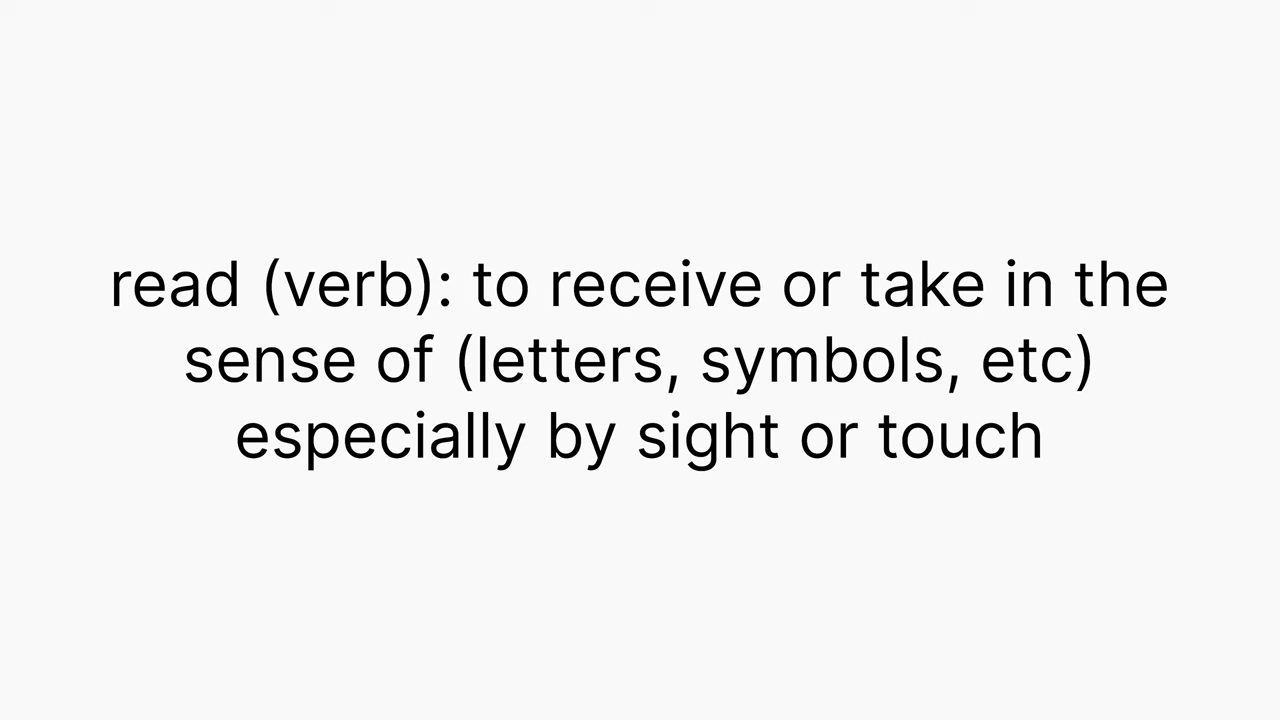 read (verb): to receive or take in the
sense of (letters, symbols, etc)
especially by sight or touch